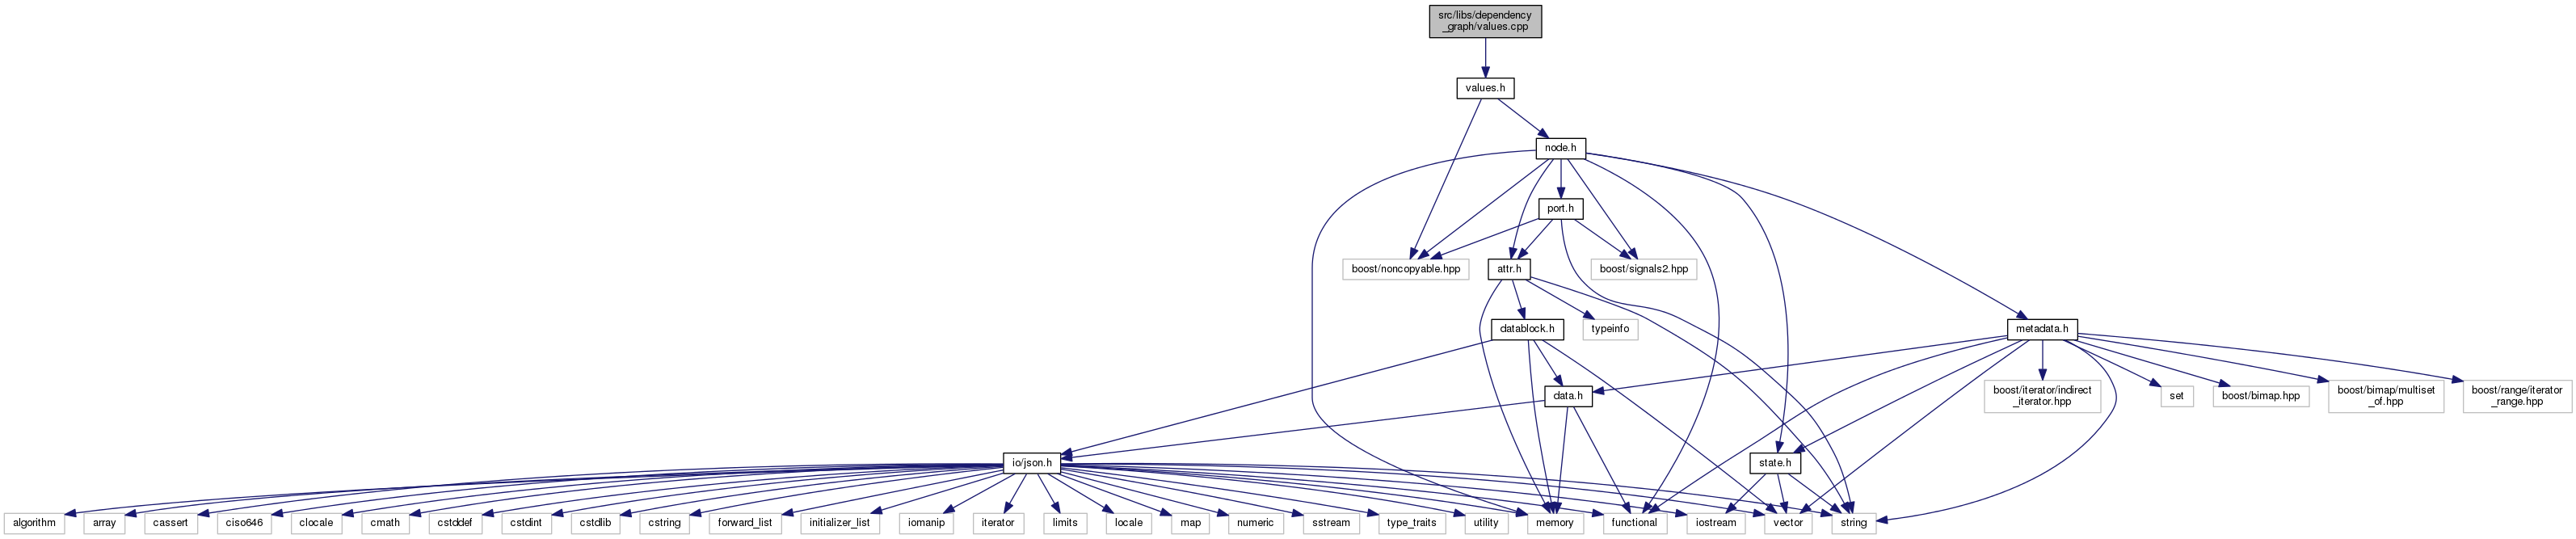 src/libs/dependency
_graph/values.cpp
values.h
node.h
port.h
boost/noncopyable.hpp
attr.h
boost/signals2.hpp
datablock.h
typeinfo
metadata.h
data.h
boost/iterator/indirect
_iterator.hpp
set
boost/bimap.hpp
boost/bimap/multiset
_of.hpp
boost/range/iterator
_range.hpp
io/json.h
state.h
algorithm
array
cassert
ciso646
clocale
cmath
cstddef
cstdint
cstdlib
cstring
forward_list
initializer_list
iomanip
iterator
limits
locale
map
numeric
sstream
type_traits
utility
memory
functional
iostream
vector
string